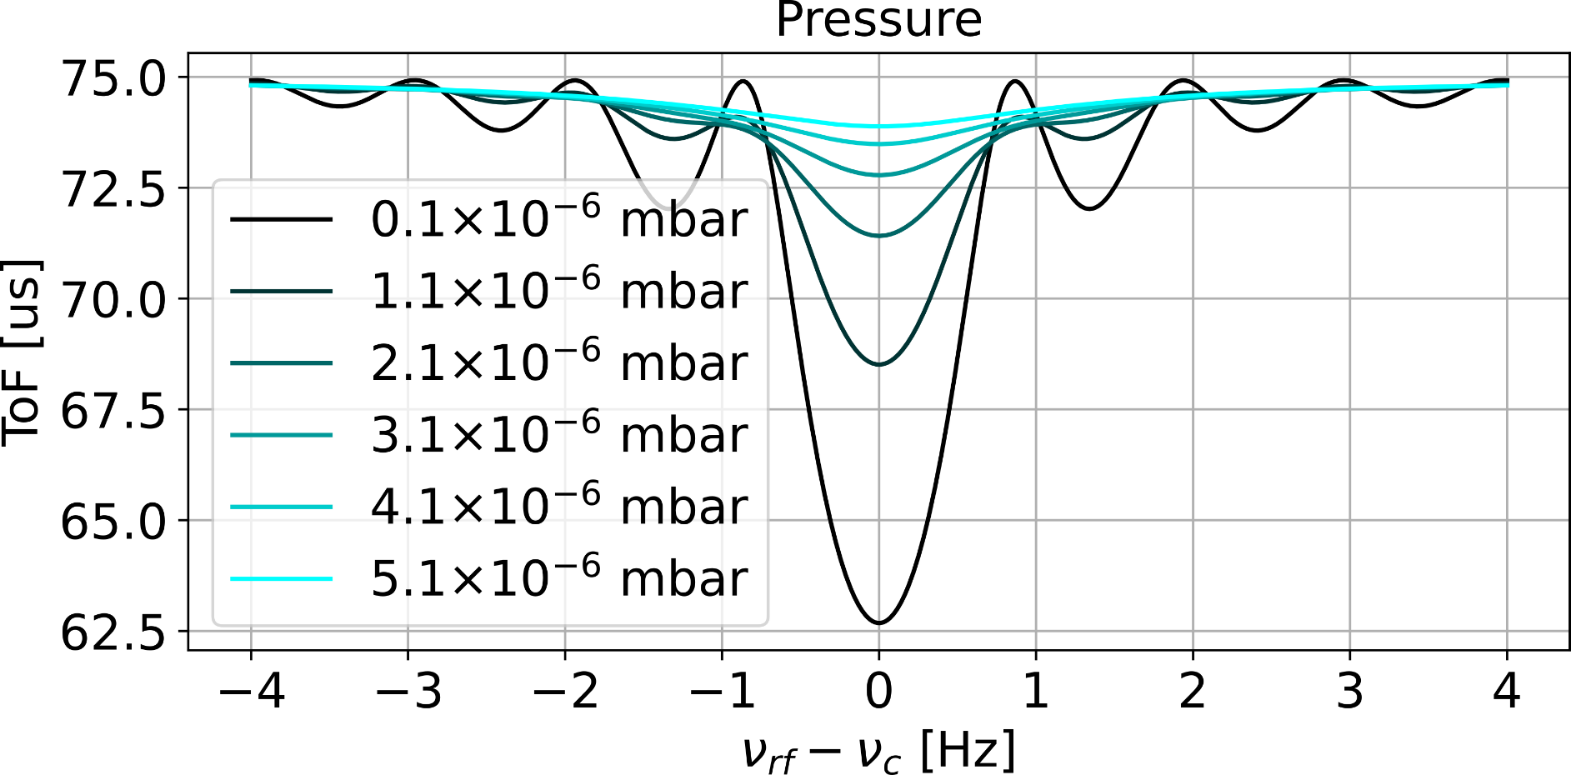 Pressure
75.0
72.5
70.0
67.5
65.0
62.5
ToF [us]
0.1×10⁻⁶ mbar
1.1×10⁻⁶ mbar
2.1×10⁻⁶ mbar
3.1×10⁻⁶ mbar
4.1×10⁻⁶ mbar
5.1×10⁻⁶ mbar
−4 −3 −2 −1 0 1 2 3 4
ν_rf − ν_c [Hz]